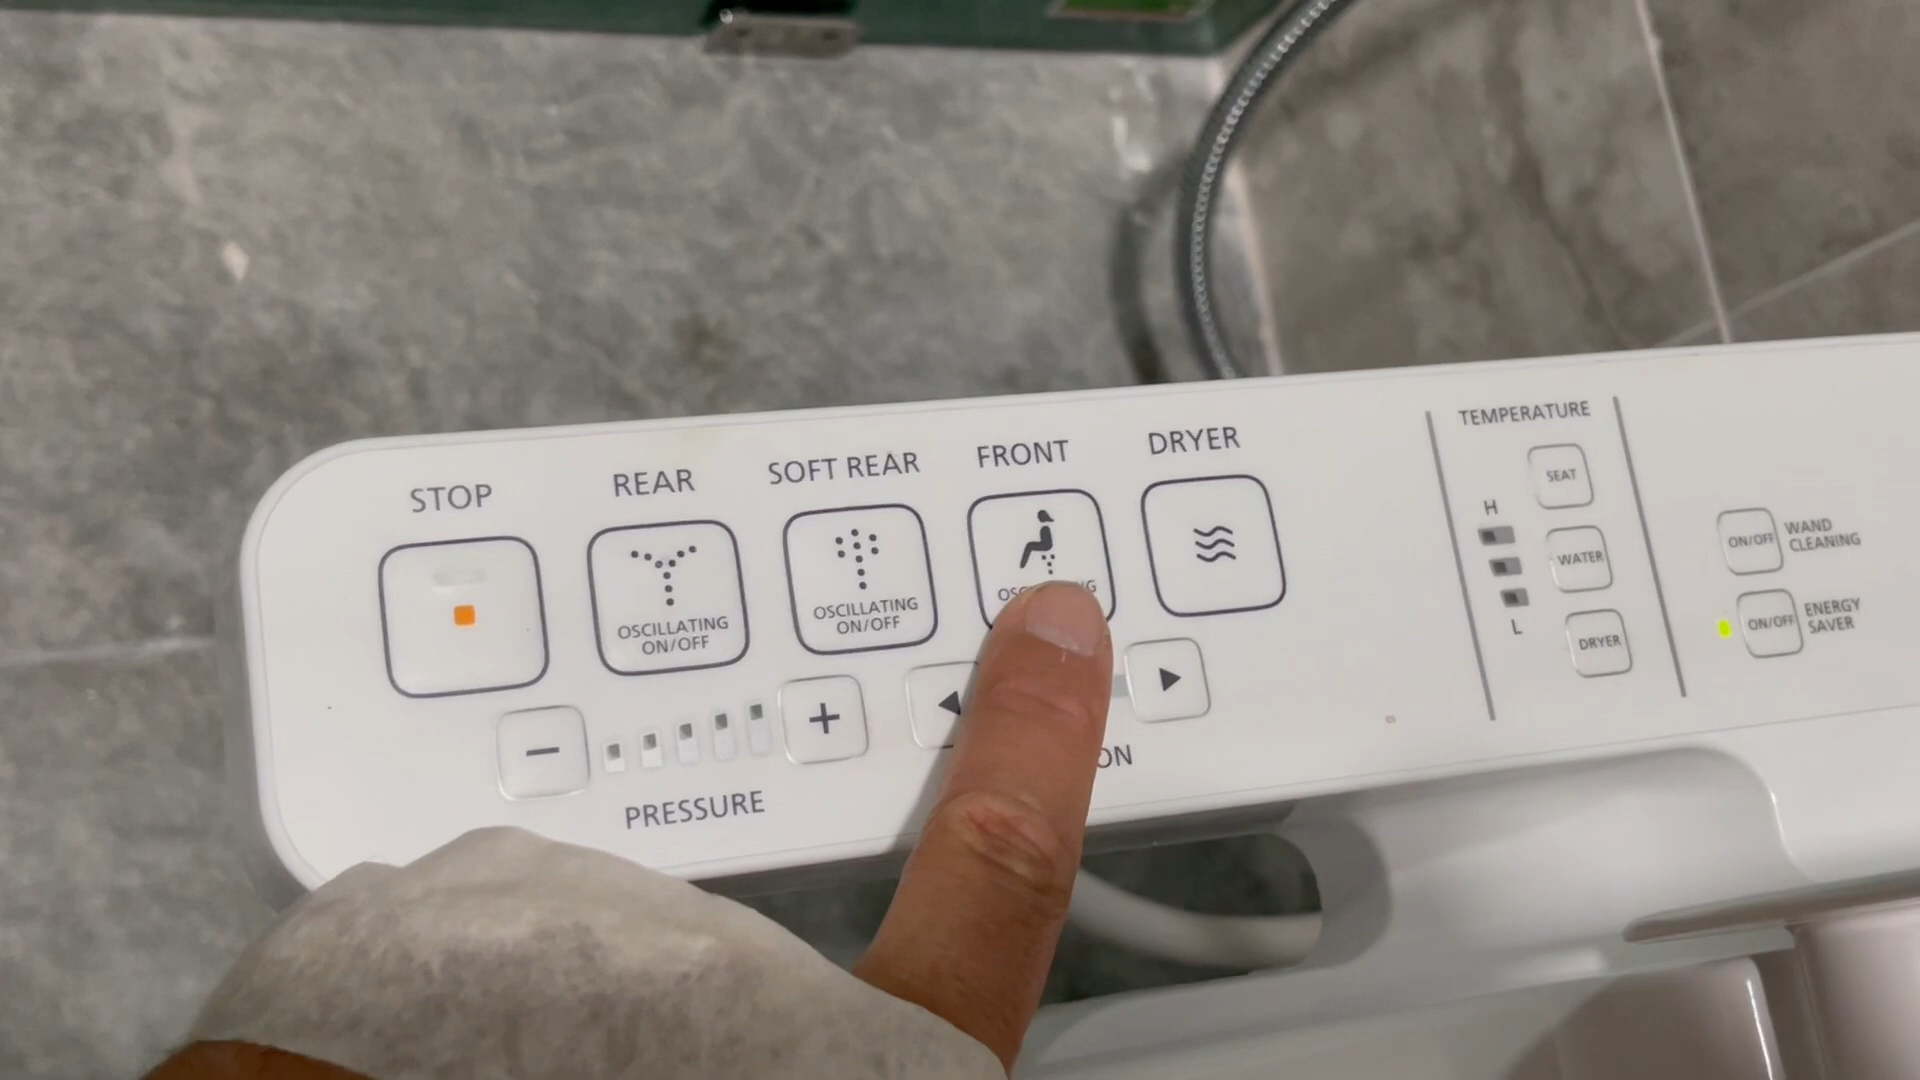 STOP
REAR
SOFT REAR
FRONT
DRYER
OSCILLATING
ON/OFF
OSCILLATING
ON/OFF
PRESSURE
TEMPERATURE
SEAT
H
WATER
L
DRYER
ON/OFF
WAND
CLEANING
ON/OFF
ENERGY
SAVER